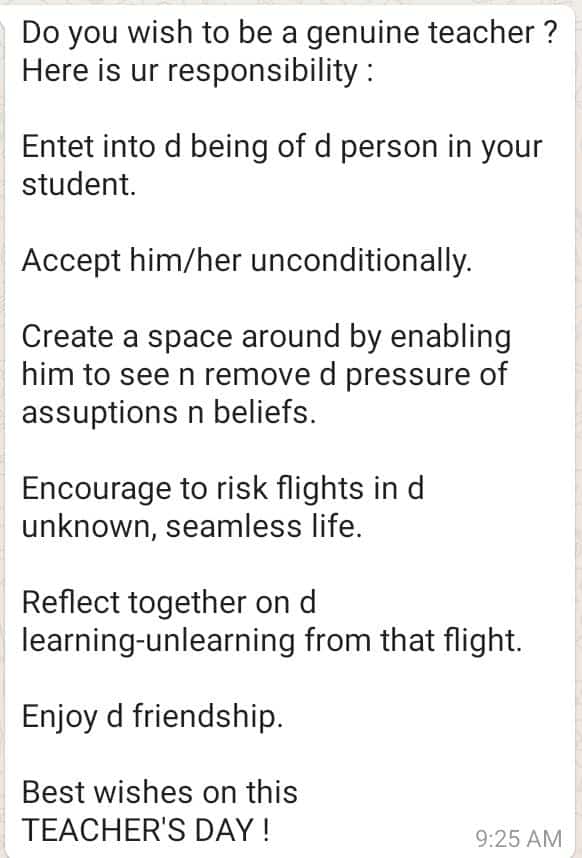 Do you wish to be a genuine teacher ?
Here is ur responsibility :
Entet into d being of d person in your
student.
Accept him/her unconditionally.
Create a space around by enabling
him to see n remove d pressure of
assuptions n beliefs.
Encourage to risk flights in d
unknown, seamless life.
Reflect together on d
learning-unlearning from that flight.
Enjoy d friendship.
Best wishes on this
TEACHER'S DAY !
9:25 AM